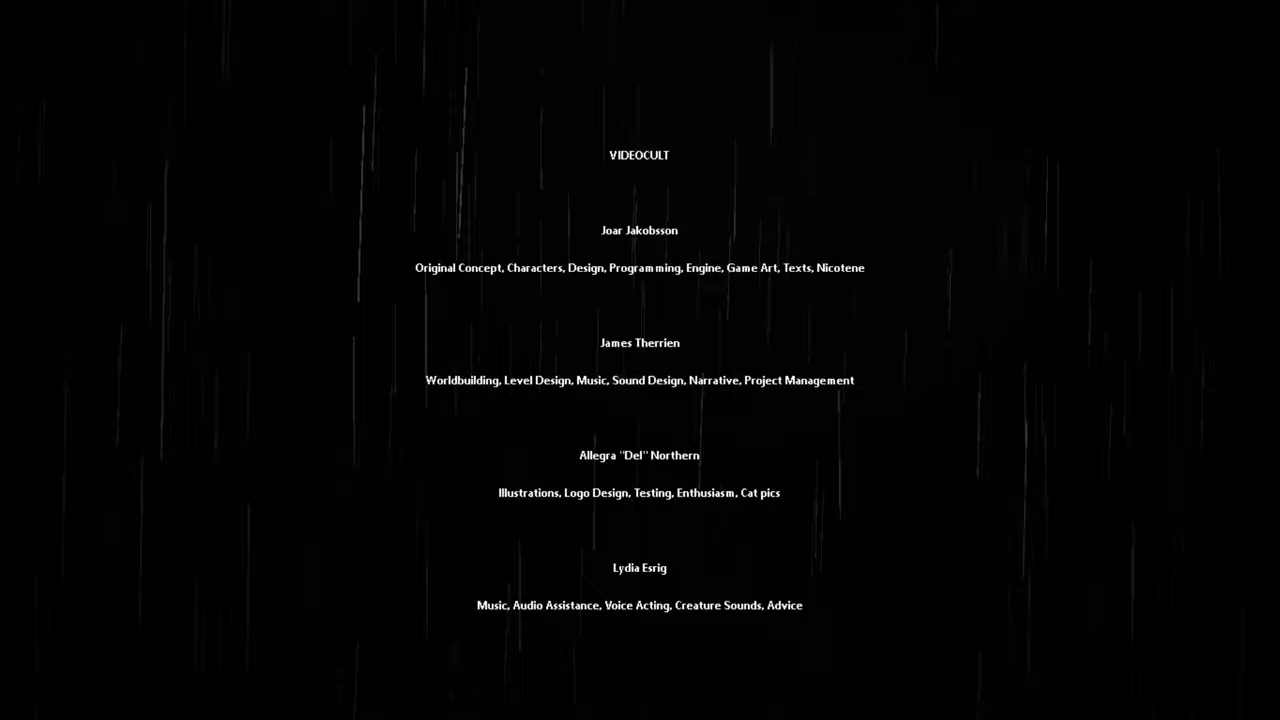 VIDEOCULT
Joar Jakobsson
Original Concept, Characters, Design, Programming, Engine, Game Art, Texts, Nicotene
James Therrien
Worldbuilding, Level Design, Music, Sound Design, Narrative, Project Management
Allegra "Del" Northern
Illustrations, Logo Design, Testing, Enthusiasm, Cat pics
Lydia Esrig
Music, Audio Assistance, Voice Acting, Creature Sounds, Advice